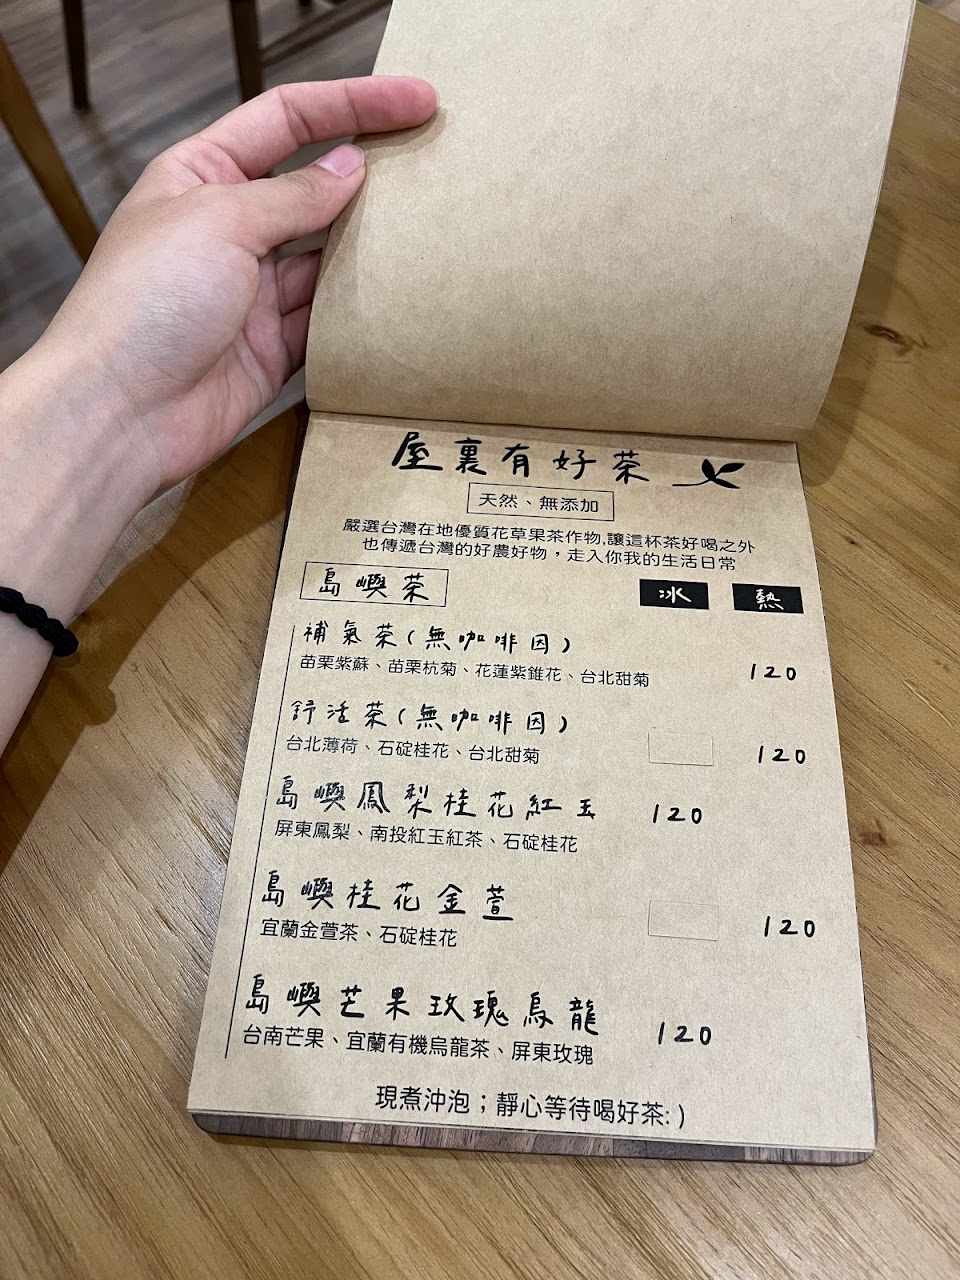 屋裏有好茶
天然、無添加
嚴選台灣在地優質花草果茶作物,讓這杯茶好喝之外
也傳遞台灣的好農好物，走入你我的生活日常
島嶼茶 冰 熱
補氣茶(無咖啡因)
苗栗紫蘇、苗栗杭菊、花蓮紫錐花、台北甜菊 120
舒活茶(無咖啡因)
台北薄荷、石碇桂花、台北甜菊 120
島嶼鳳梨桂花紅玉 120
屏東鳳梨、南投紅玉紅茶、石碇桂花
島嶼桂花金萱
宜蘭金萱茶、石碇桂花 120
島嶼芒果玫瑰烏龍 120
台南芒果、宜蘭有機烏龍茶、屏東玫瑰
現煮沖泡；靜心等待喝好茶:)